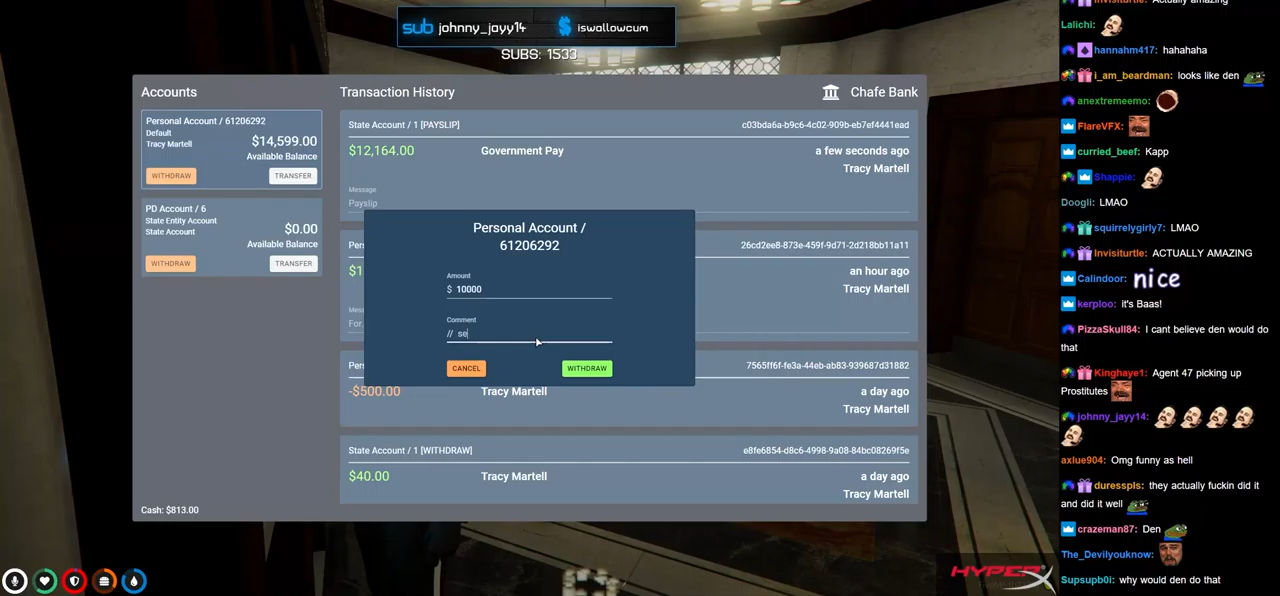 sub johnny_jayy14 $ iswallowcum
SUBS: 1533
Accounts
Transaction History
Chafe Bank
Personal Account / 61206292
Default
Tracy Martell
$14,599.00
Available Balance
WITHDRAW
TRANSFER
PD Account / 6
State Entity Account
State Account
$0.00
Available Balance
WITHDRAW
TRANSFER
Cash: $813.00
State Account / 1 [PAYSLIP]
c03bda6a-b9c6-4c02-909b-eb7ef4441ead
$12,164.00
Government Pay
a few seconds ago
Tracy Martell
Message
Payslip
Pers
26cd2ee8-873e-459f-9d71-2d218bb11a11
$1
an hour ago
Tracy Martell
Mess
For.
Personal Account /
61206292
Amount
$ 10000
Comment
// se
CANCEL
WITHDRAW
Pers
7565ff6f-fe3a-44eb-ab83-939687d31882
-$500.00
Tracy Martell
a day ago
Tracy Martell
State Account / 1 [WITHDRAW]
e8fe6854-d8c6-4998-9a08-84bc08269f5e
$40.00
Tracy Martell
a day ago
Tracy Martell
Invisiturtle: Actually amazing
Lalichi:
hannahm417: hahahaha
i_am_beardman: looks like den
anextremeemo:
FlareVFX:
curried_beef: Kapp
Shappie:
Doogli: LMAO
squirrelygirly7: LMAO
Invisiturtle: ACTUALLY AMAZING
Calindoor: nice
kerploo: it's Baas!
PizzaSkull84: I cant believe den would do
that
Kinghaye1: Agent 47 picking up
Prostitutes
johnny_jayy14:
axlue904: Omg funny as hell
duresspls: they actually fuckin did it
and did it well
crazeman87: Den
The_Devilyouknow:
Supsupb0i: why would den do that
HYPERX